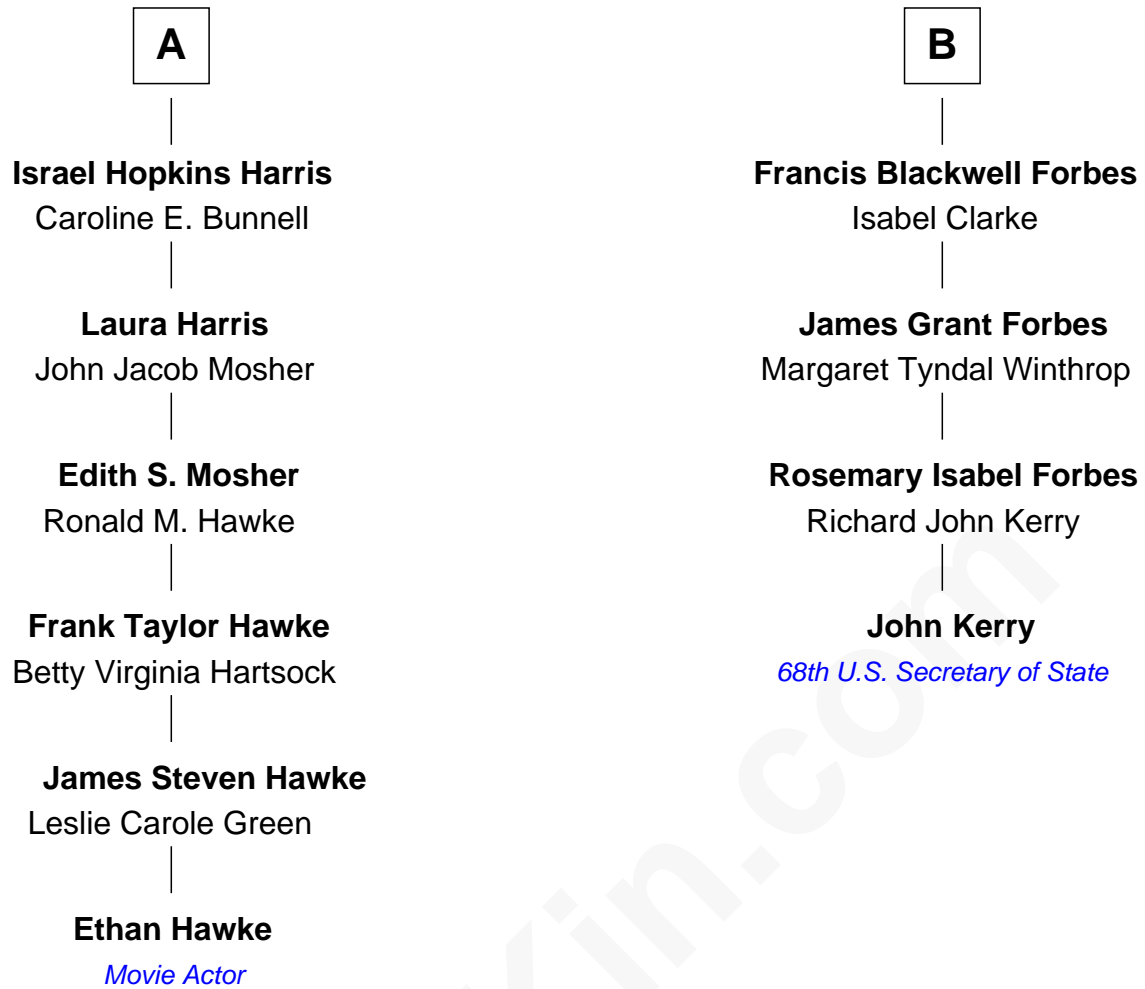 A
Israel Hopkins Harris
Caroline E. Bunnell
Laura Harris
John Jacob Mosher
Edith S. Mosher
Ronald M. Hawke
Frank Taylor Hawke
Betty Virginia Hartsock
James Steven Hawke
Leslie Carole Green
Ethan Hawke
Movie Actor
B
Francis Blackwell Forbes
Isabel Clarke
James Grant Forbes
Margaret Tyndal Winthrop
Rosemary Isabel Forbes
Richard John Kerry
John Kerry
68th U.S. Secretary of State